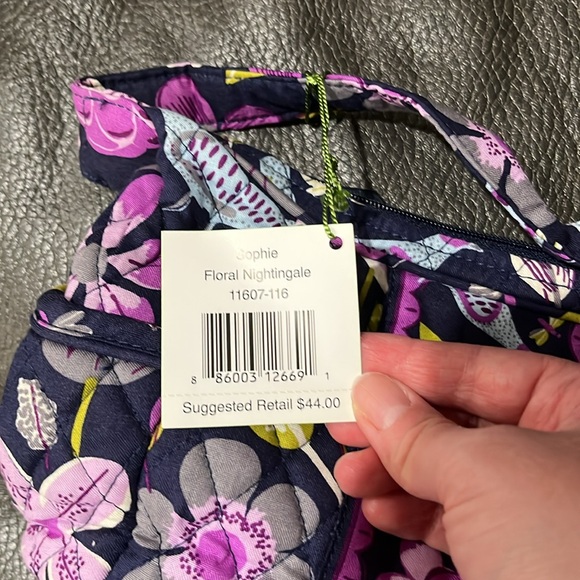 Sophie
Floral Nightingale
11607-116
8 86003 12669 1
Suggested Retail $44.00